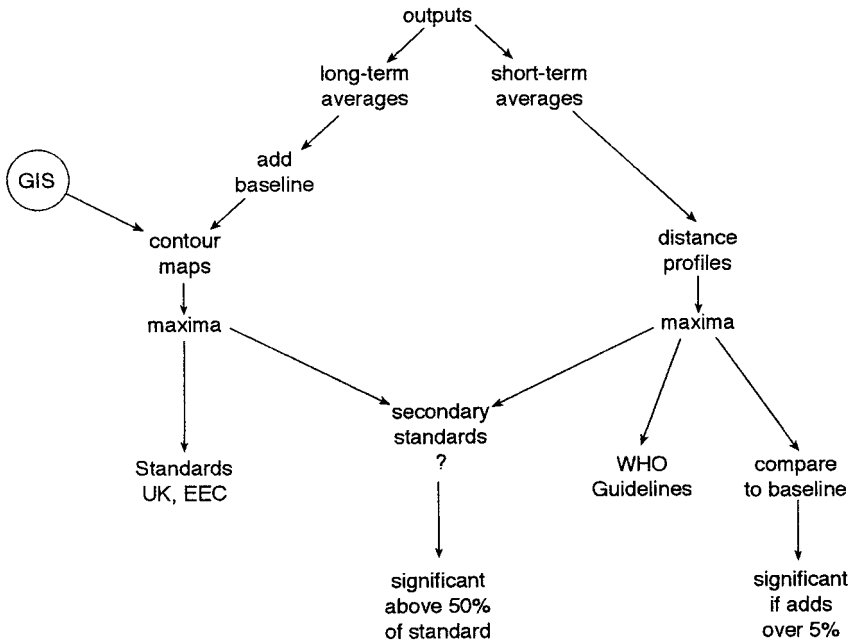 outputs
long-term
averages
short-term
averages
add
baseline
GIS
contour
maps
distance
profiles
maxima
maxima
secondary
standards
?
Standards
UK, EEC
WHO
Guidelines
compare
to baseline
significant
above 50%
of standard
significant
if adds
over 5%